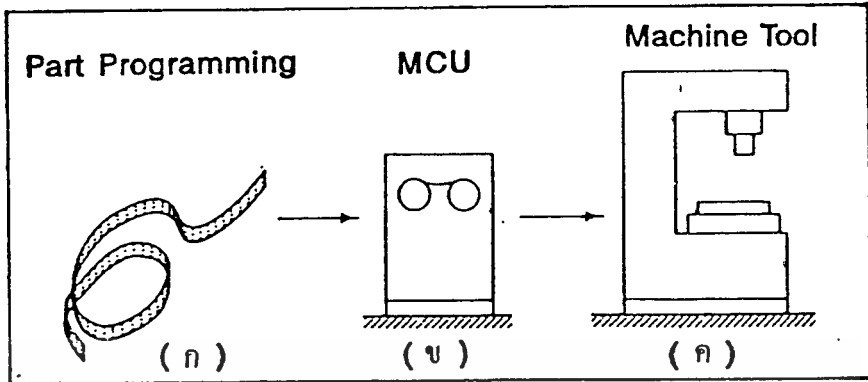 Part Programming MCU Machine Tool
( ก ) ( ข ) ( ค )